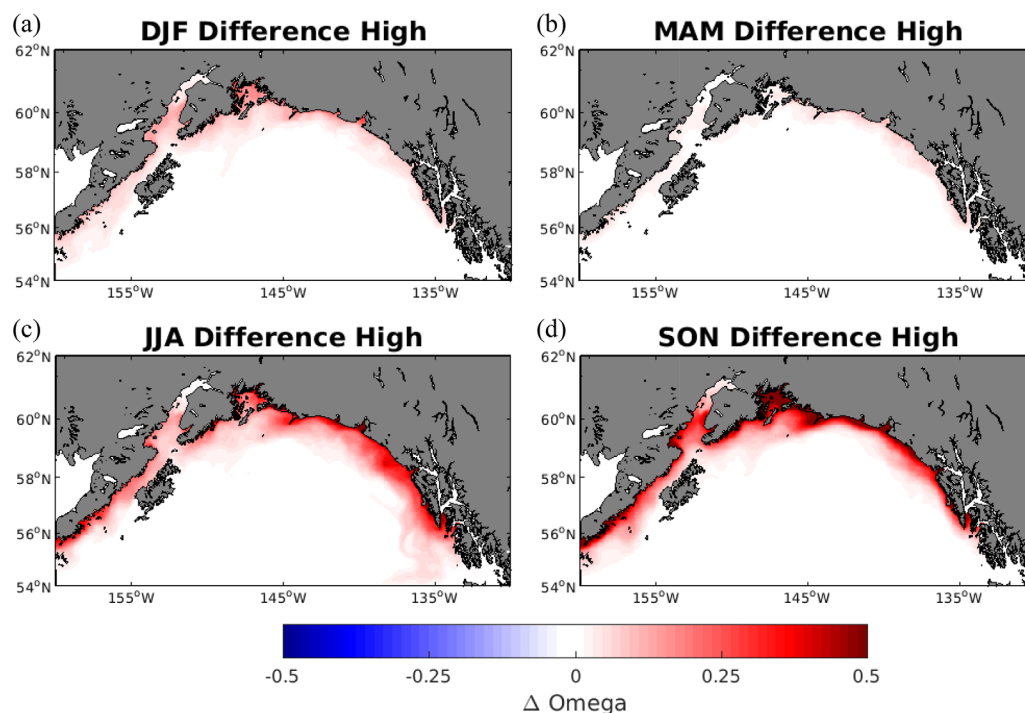 (a) DJF Difference High
62°N
60°N
58°N
56°N
54°N
155°W 145°W 135°W
(b) MAM Difference High
62°N
60°N
58°N
56°N
54°N
155°W 145°W 135°W
(c) JJA Difference High
62°N
60°N
58°N
56°N
54°N
155°W 145°W 135°W
(d) SON Difference High
62°N
60°N
58°N
56°N
54°N
155°W 145°W 135°W
-0.5 -0.25 0 0.25 0.5
Δ Omega